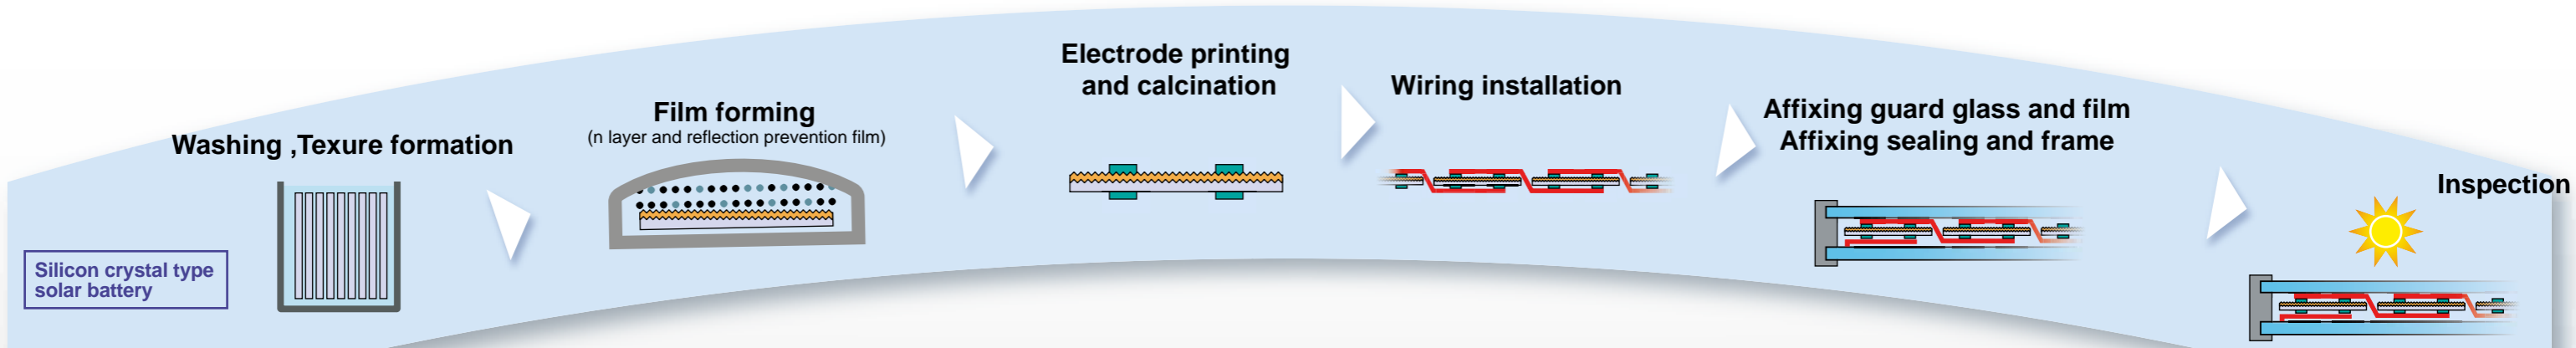 Silicon crystal type
solar battery
Washing ,Texure formation
Film forming
(n layer and reflection prevention film)
Electrode printing
and calcination
Wiring installation
Affixing guard glass and film
Affixing sealing and frame
Inspection